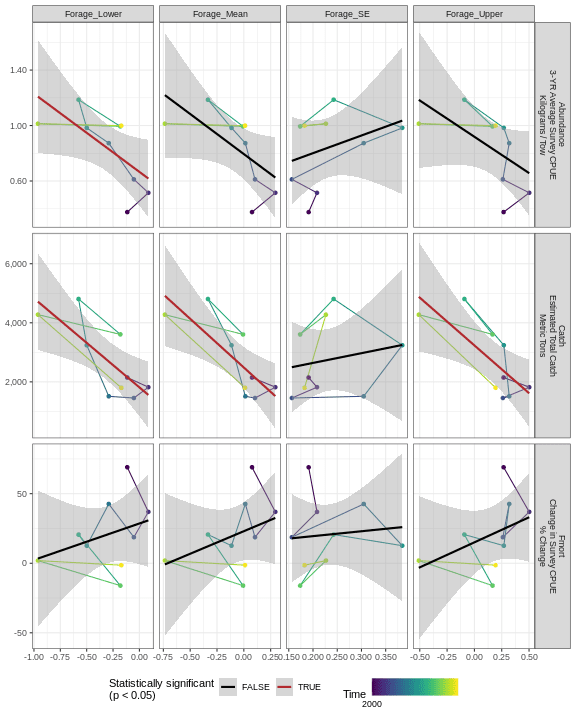 Forage_Lower
Forage_Mean
Forage_SE
Forage_Upper
1.40
1.00
0.60
Abundance
3-YR Average Survey CPUE
Kilograms / Tow
6,000
4,000
2,000
Catch
Estimated Total Catch
Metric Tons
50
0
-50
Fmort
Change in Survey CPUE
% Change
-1.00 -0.75 -0.50 -0.25 0.00
-0.75 -0.50 -0.25 0.00 0.25
0.150 0.200 0.250 0.300 0.350
-0.50 -0.25 0.00 0.25 0.50
Statistically significant
(p < 0.05)
FALSE
TRUE
Time
2000